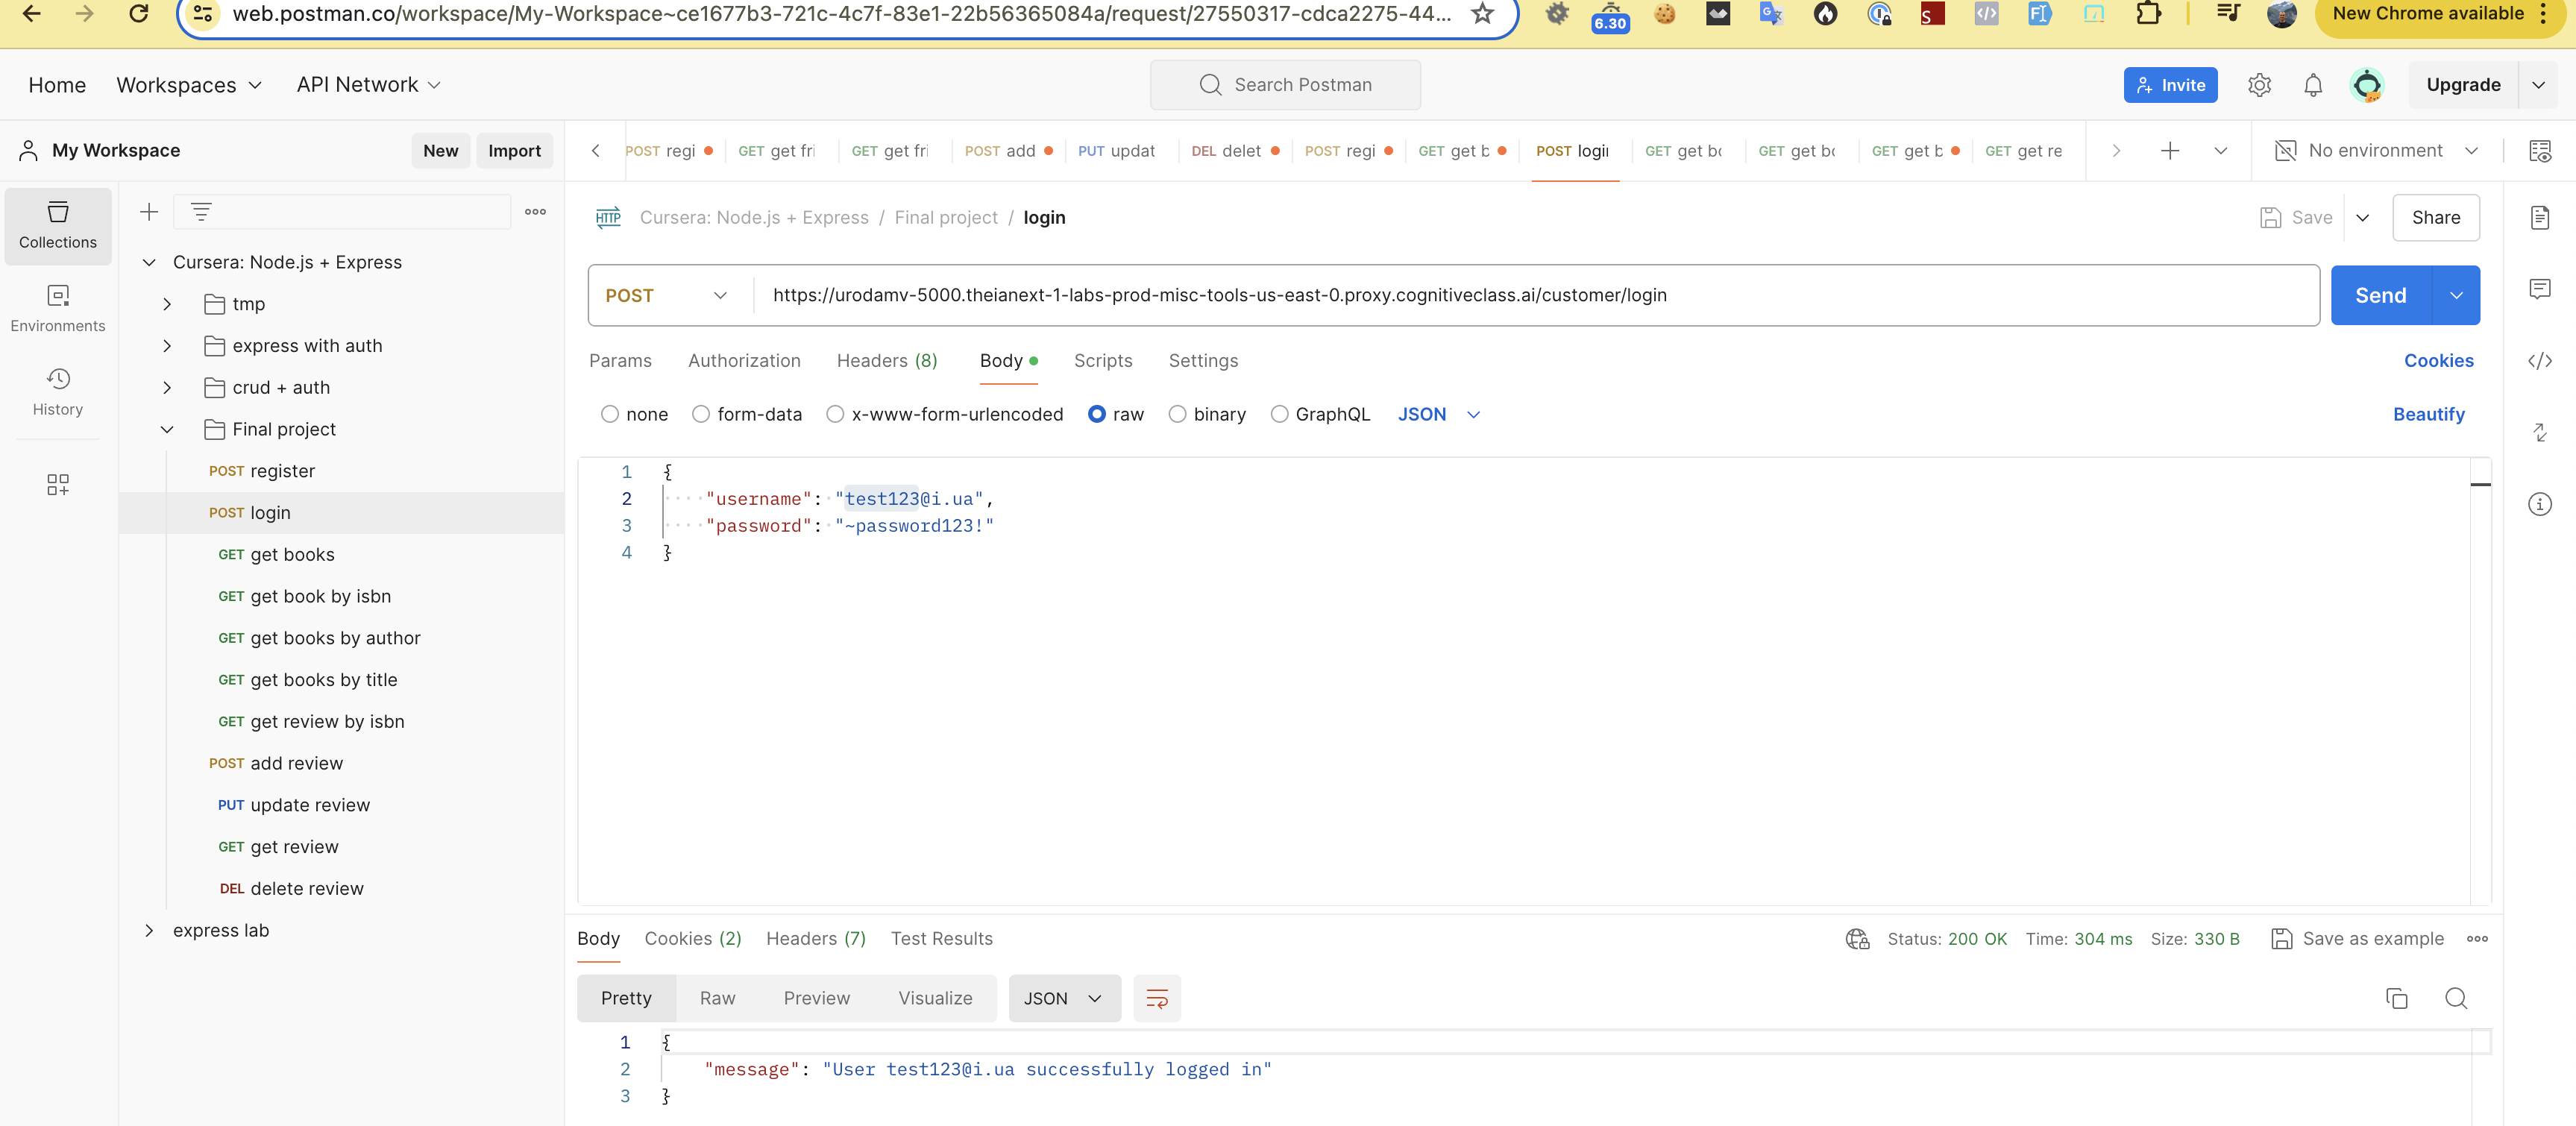 web.postman.co/workspace/My-Workspace~ce1677b3-721c-4c7f-83e1-22b56365084a/request/27550317-cdca2275-44...
6.30
New Chrome available
Home
Workspaces
API Network
Search Postman
Invite
Upgrade
My Workspace
New
Import
POST regi
GET get fri
GET get fri
POST add
PUT updat
DEL delet
POST regi
GET get b
POST logi
GET get bo
GET get bo
GET get b
GET get re
No environment
Collections
Environments
History
Cursera: Node.js + Express
tmp
express with auth
crud + auth
Final project
POST register
POST login
GET get books
GET get book by isbn
GET get books by author
GET get books by title
GET get review by isbn
POST add review
PUT update review
GET get review
DEL delete review
express lab
HTTP Cursera: Node.js + Express / Final project / login
Save
Share
POST
https://urodamv-5000.theianext-1-labs-prod-misc-tools-us-east-0.proxy.cognitiveclass.ai/customer/login
Send
Params
Authorization
Headers (8)
Body
Scripts
Settings
Cookies
none
form-data
x-www-form-urlencoded
raw
binary
GraphQL
JSON
Beautify
1 {
2 "username": "test123@i.ua",
3 "password": "~password123!"
4 }
Body
Cookies (2)
Headers (7)
Test Results
Status: 200 OK
Time: 304 ms
Size: 330 B
Save as example
Pretty
Raw
Preview
Visualize
JSON
1 {
2 "message": "User test123@i.ua successfully logged in"
3 }